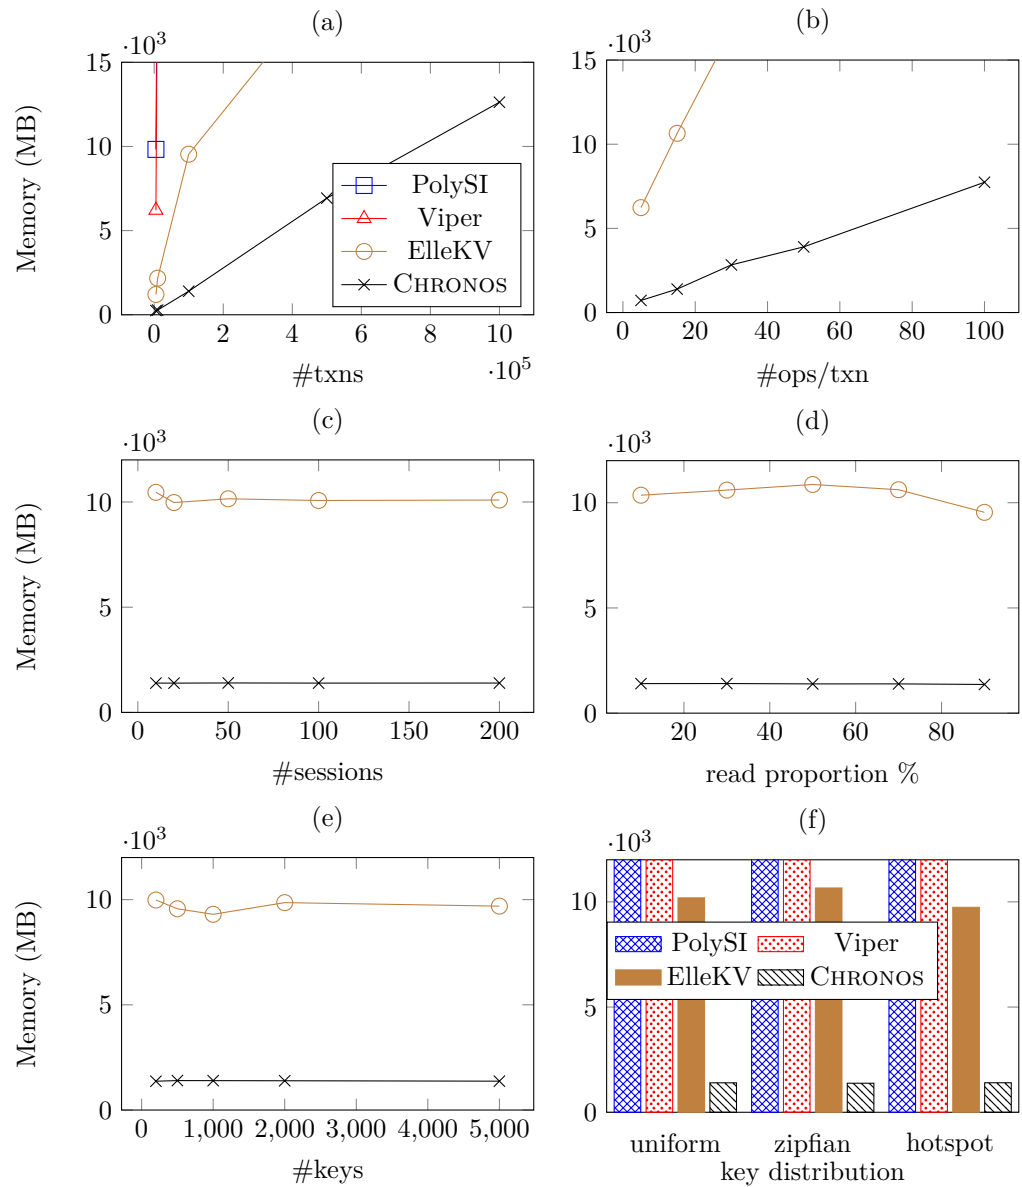 (a)
·10³
15
10
5
0
Memory (MB)
PolySI
Viper
ElleKV
CHRONOS
0 2 4 6 8 10
#txns
·10⁵
(b)
·10³
15
10
5
0
0 20 40 60 80 100
#ops/txn
(c)
·10³
10
5
0
Memory (MB)
0 50 100 150 200
#sessions
(d)
·10³
10
5
0
20 40 60 80
read proportion %
(e)
·10³
10
5
0
Memory (MB)
0 1,000 2,000 3,000 4,000 5,000
#keys
(f)
·10³
10
5
0
PolySI Viper
ElleKV CHRONOS
uniform zipfian hotspot
key distribution